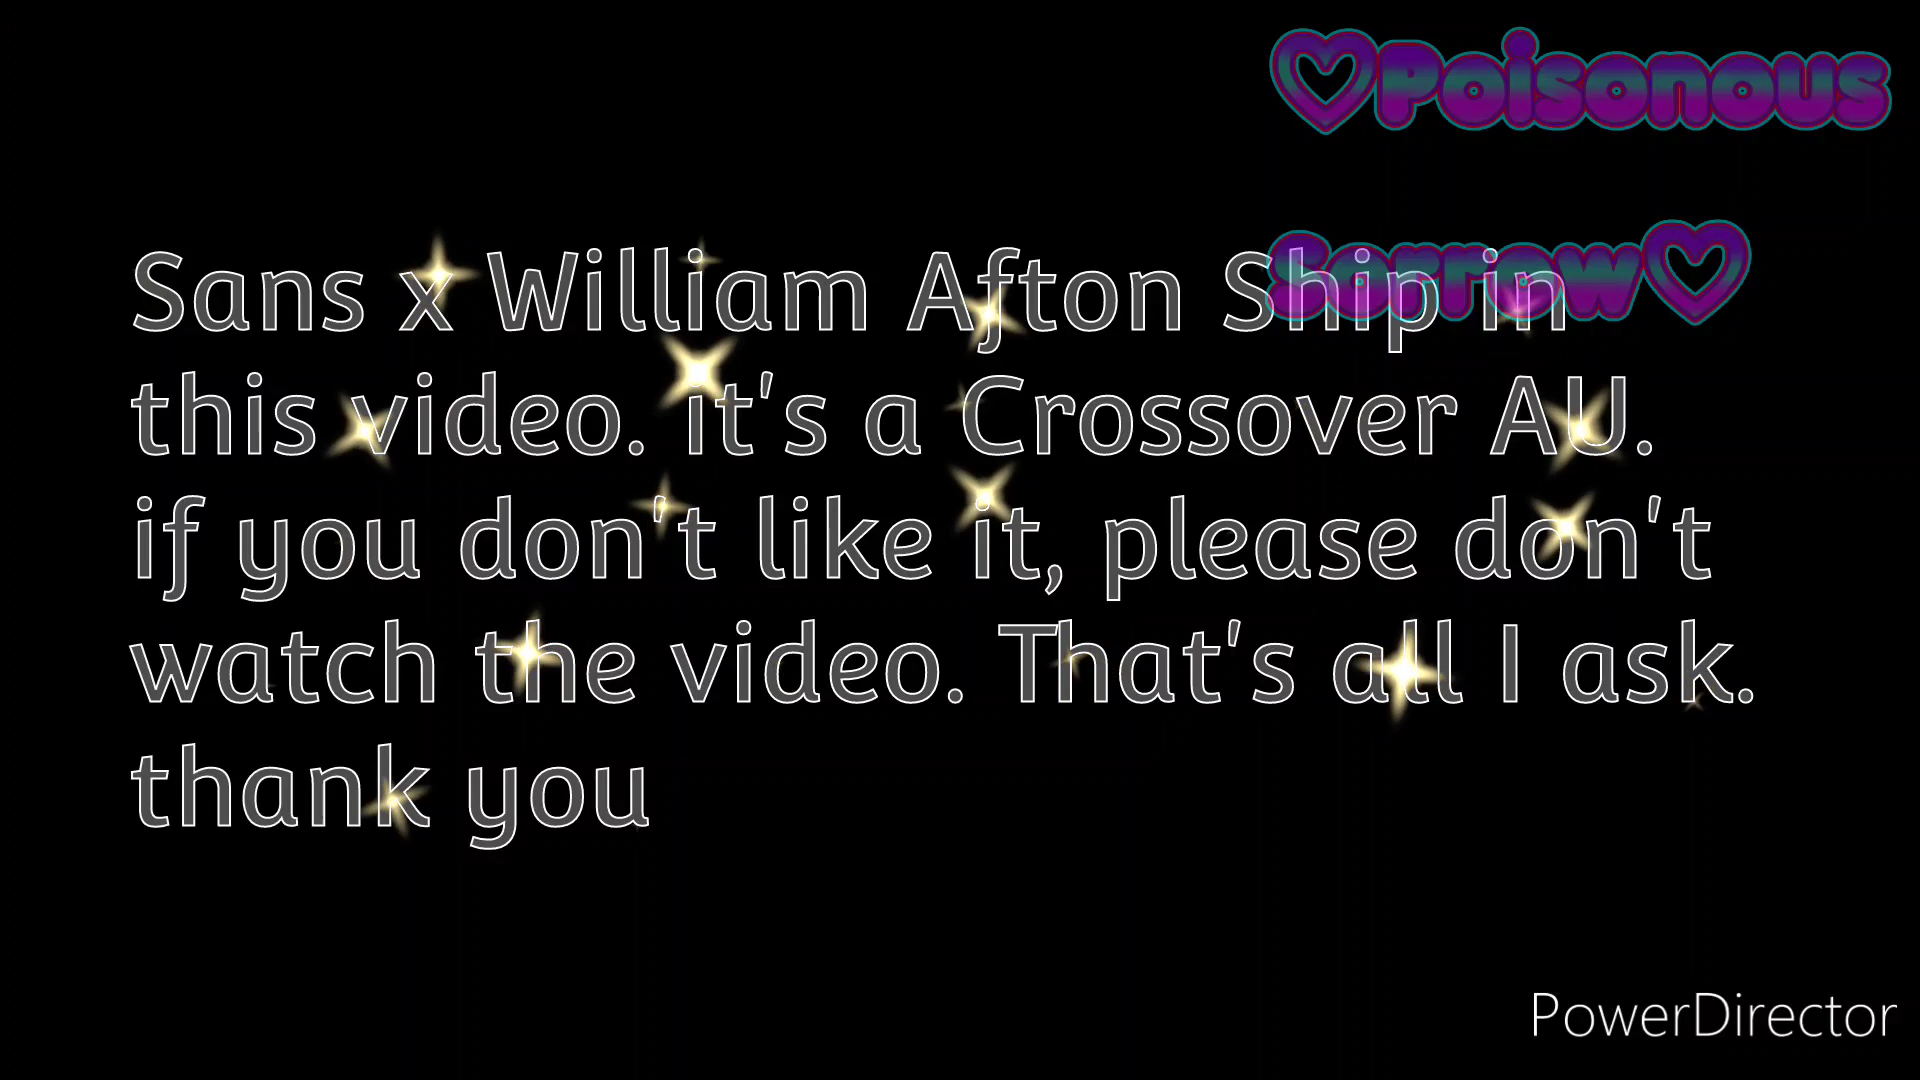 ♡Poisonous
Sorrow♡
Sans x William Afton Ship in
this video. it's a Crossover AU.
if you don't like it, please don't
watch the video. That's all I ask.
thank you
PowerDirector